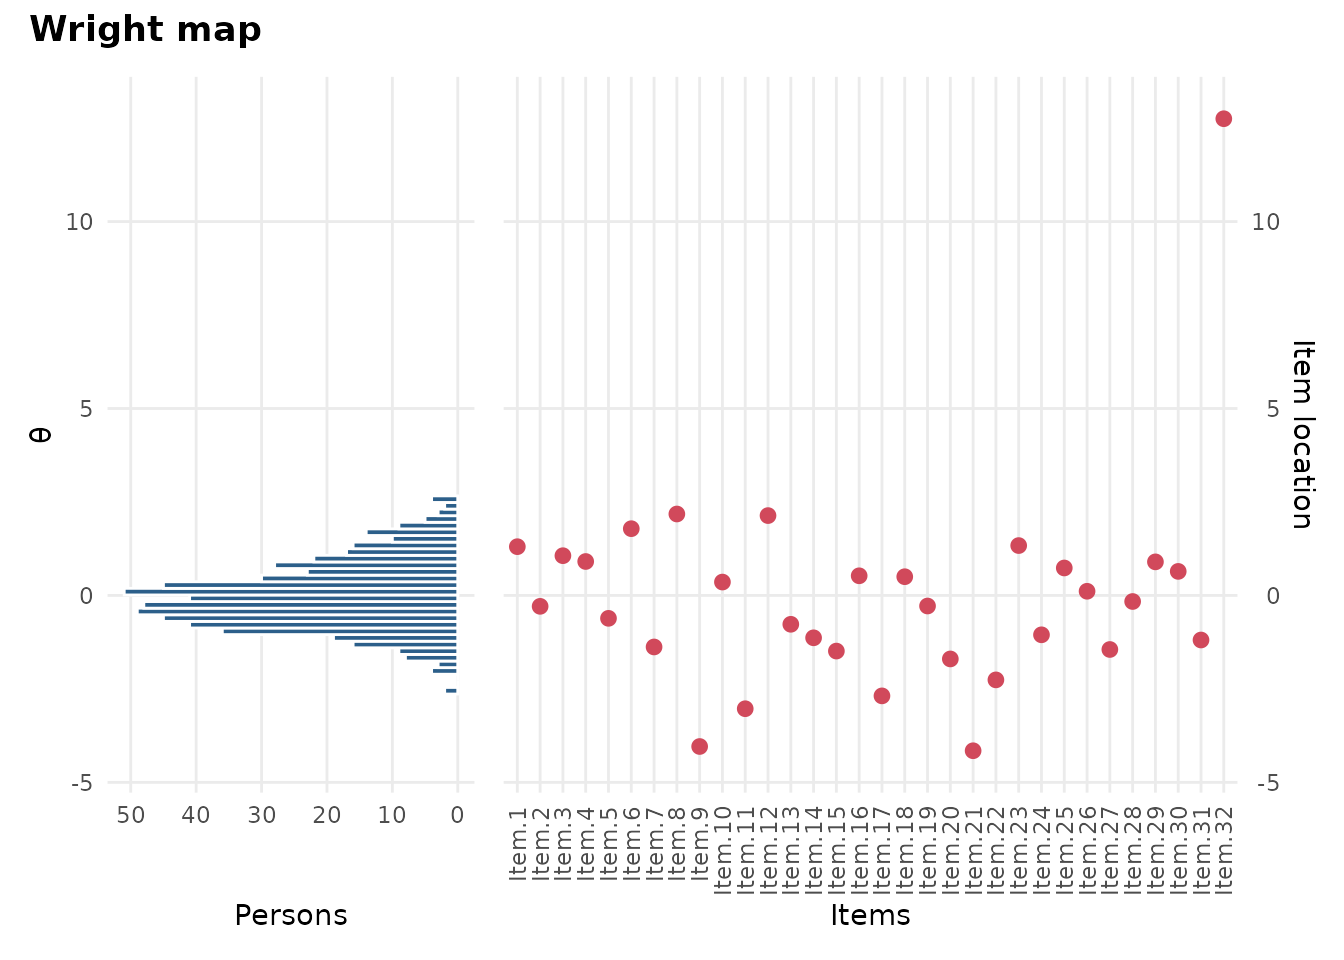 Wright map
10
5
0
-5
θ
50 40 30 20 10 0
Persons
Item.1
Item.2
Item.3
Item.4
Item.5
Item.6
Item.7
Item.8
Item.9
Item.10
Item.11
Item.12
Item.13
Item.14
Item.15
Item.16
Item.17
Item.18
Item.19
Item.20
Item.21
Item.22
Item.23
Item.24
Item.25
Item.26
Item.27
Item.28
Item.29
Item.30
Item.31
Item.32
Items
10
5
0
-5
Item location